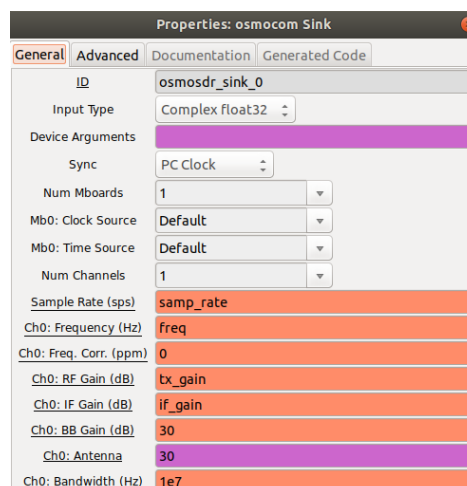 Properties: osmocom Sink
General Advanced Documentation Generated Code
ID osmosdr_sink_0
Input Type Complex float32
Device Arguments
Sync PC Clock
Num Mboards 1
Mb0: Clock Source Default
Mb0: Time Source Default
Num Channels 1
Sample Rate (sps) samp_rate
Ch0: Frequency (Hz) freq
Ch0: Freq. Corr. (ppm) 0
Ch0: RF Gain (dB) tx_gain
Ch0: IF Gain (dB) if_gain
Ch0: BB Gain (dB) 30
Ch0: Antenna 30
Ch0: Bandwidth (Hz) 1e7